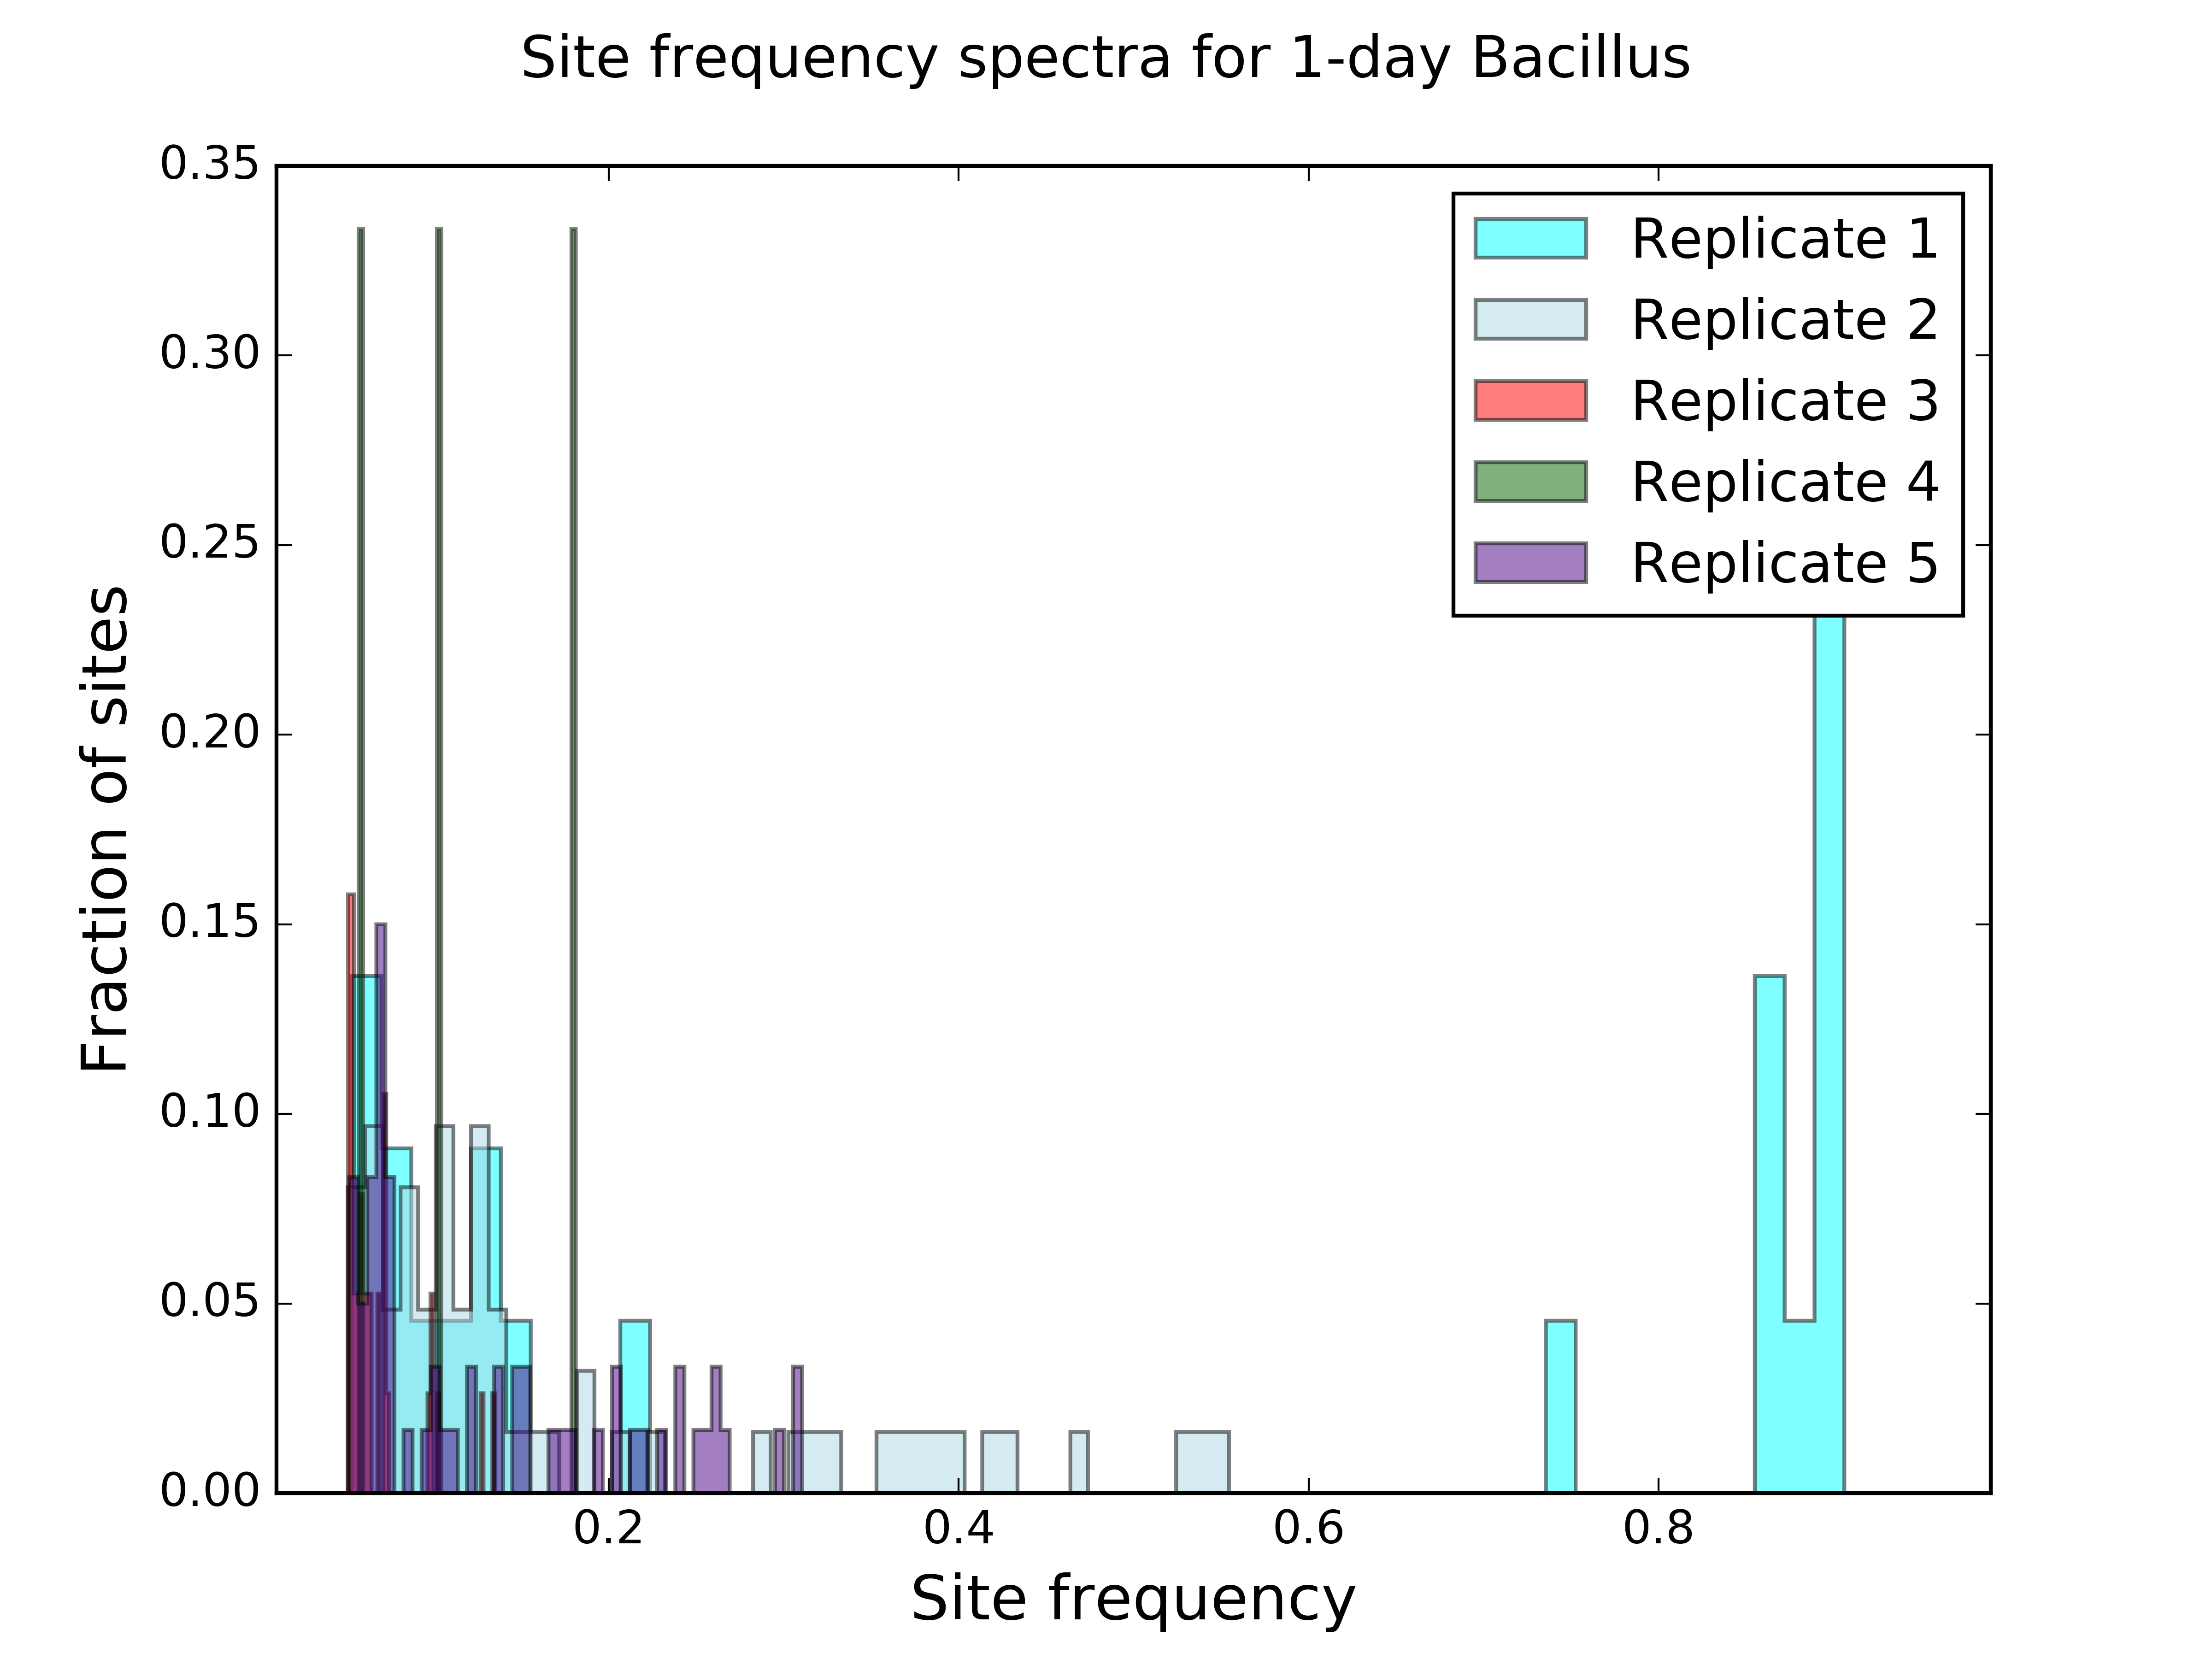 Site frequency spectra for 1-day Bacillus
0.35
0.30
0.25
0.20
0.15
0.10
0.05
0.00
Fraction of sites
Replicate 1
Replicate 2
Replicate 3
Replicate 4
Replicate 5
0.2 0.4 0.6 0.8
Site frequency